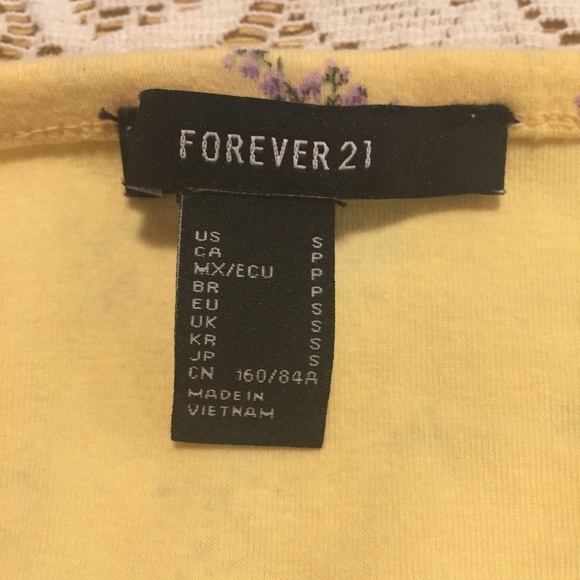 FOREVER 21
US S
CA P
MX/ECU P
BR P
EU S
UK S
KR S
JP S
CN 160/84A
MADE IN
VIETNAM